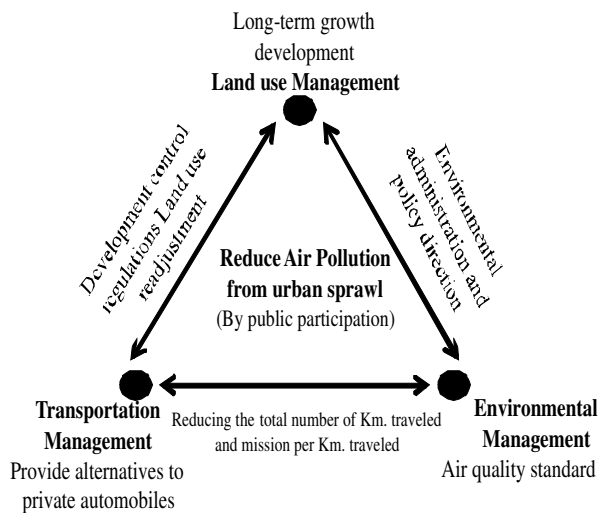 Long-term growth
development
Land use Management
Development control
regulations Land use
readjustment
Environmental
administration and
policy direction
Reduce Air Pollution
from urban sprawl
(By public participation)
Transportation
Management
Provide alternatives to
private automobiles
Reducing the total number of Km. traveled
and mission per Km. traveled
Environmental
Management
Air quality standard